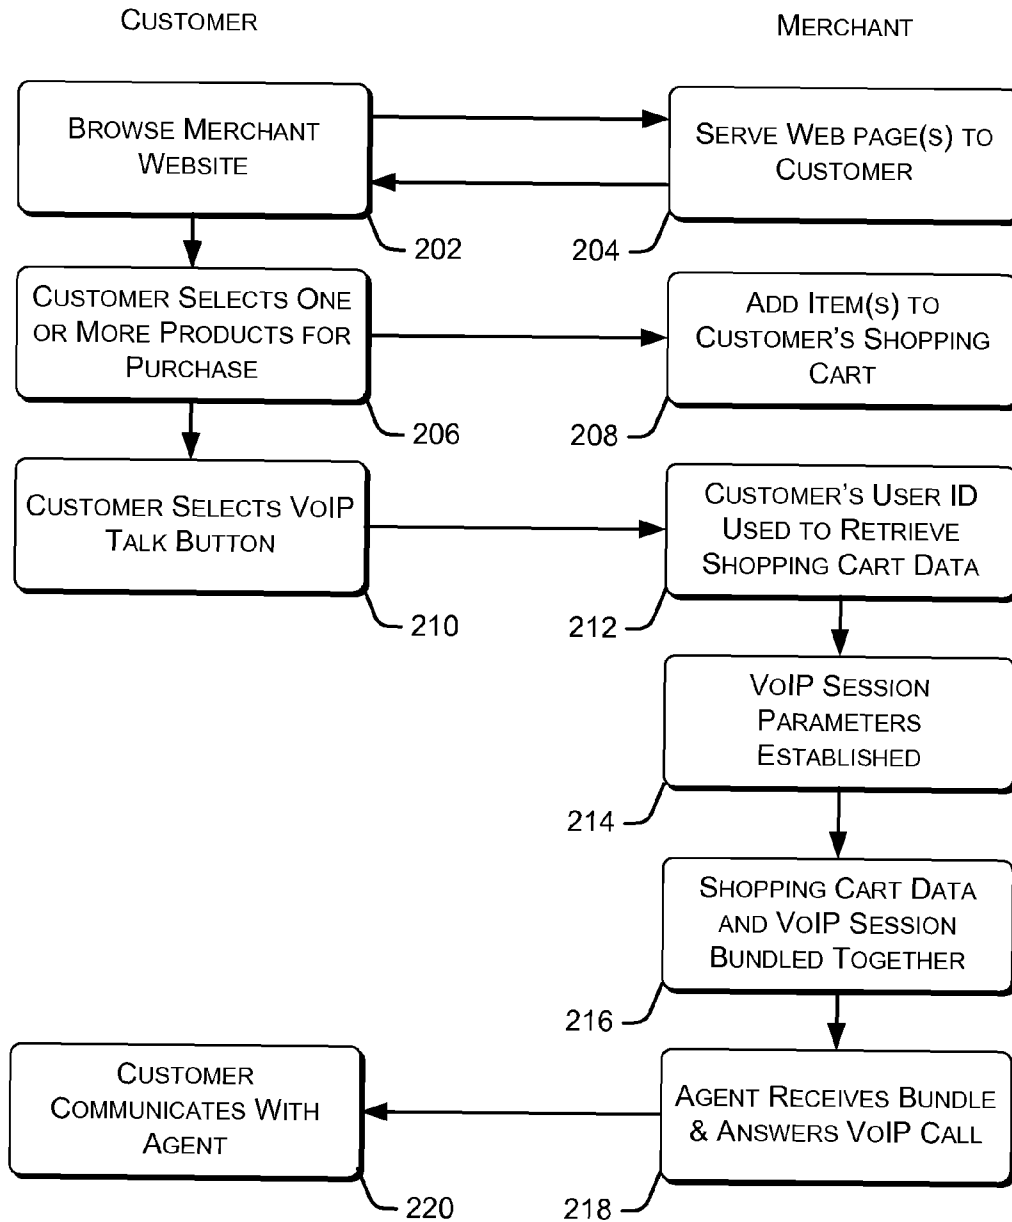 CUSTOMER
MERCHANT
BROWSE MERCHANT
WEBSITE
202
SERVE WEB PAGE(S) TO
CUSTOMER
204
CUSTOMER SELECTS ONE
OR MORE PRODUCTS FOR
PURCHASE
206
ADD ITEM(S) TO
CUSTOMER'S SHOPPING
CART
208
CUSTOMER SELECTS VOIP
TALK BUTTON
210
CUSTOMER'S USER ID
USED TO RETRIEVE
SHOPPING CART DATA
212
VOIP SESSION
PARAMETERS
ESTABLISHED
214
SHOPPING CART DATA
AND VOIP SESSION
BUNDLED TOGETHER
216
AGENT RECEIVES BUNDLE
& ANSWERS VOIP CALL
218
CUSTOMER
COMMUNICATES WITH
AGENT
220